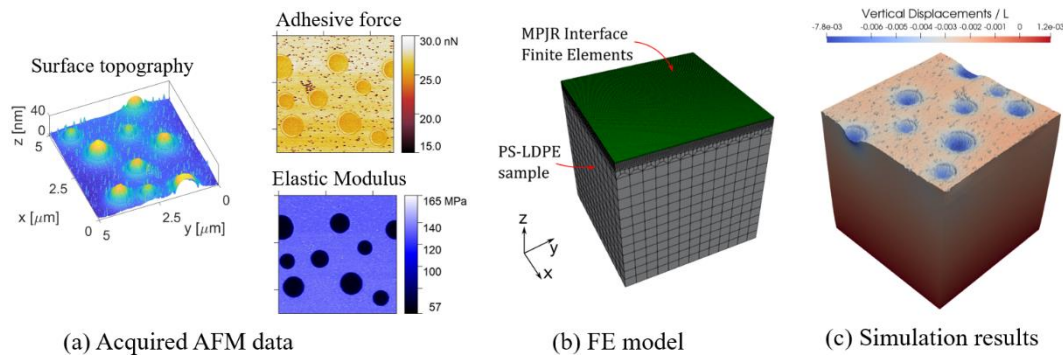 Adhesive force
Surface topography
z [nm]
40
0
5
2.5
x [μm]
0
5
2.5
y [μm]
0
30.0 nN
25.0
20.0
15.0
Elastic Modulus
165 MPa
140
120
100
57
(a) Acquired AFM data
MPJR Interface
Finite Elements
PS-LDPE
sample
z
y
x
(b) FE model
Vertical Displacements / L
-7.8e-03 -0.006 -0.005 -0.004 -0.003 -0.002 -0.001 0 1.2e-03
(c) Simulation results